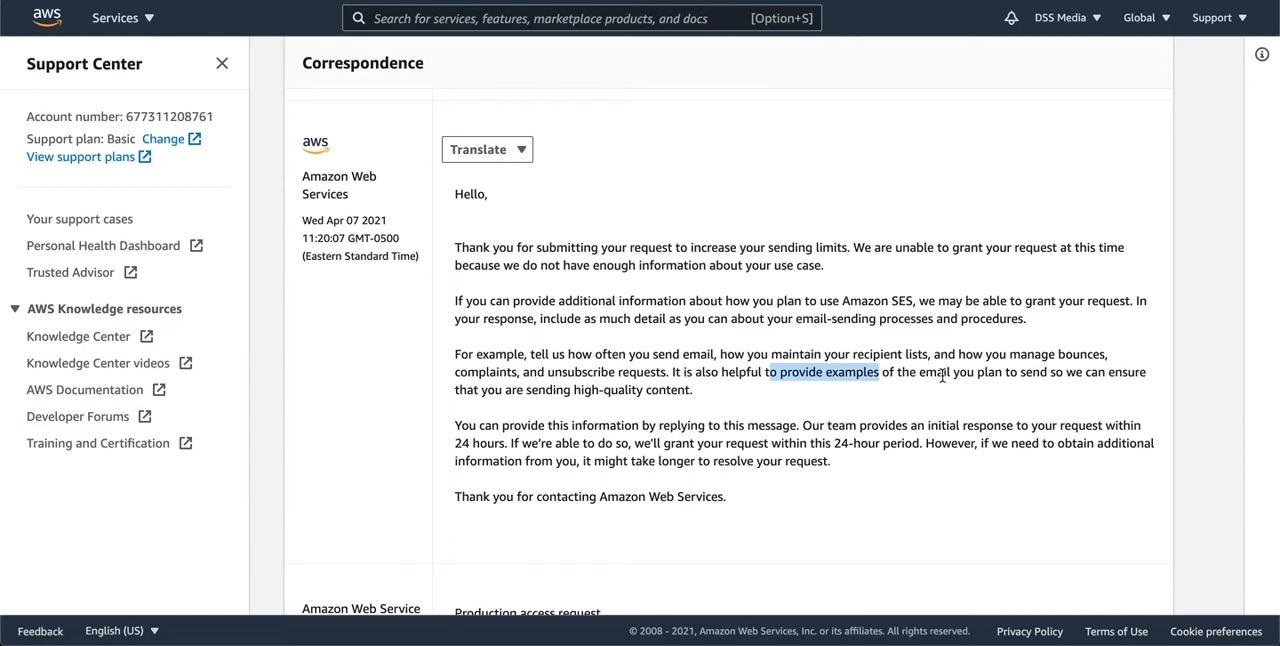 aws
Services
Search for services, features, marketplace products, and docs
[Option+S]
DSS Media
Global
Support
Support Center
Account number: 677311208761
Support plan: Basic Change
View support plans
Your support cases
Personal Health Dashboard
Trusted Advisor
AWS Knowledge resources
Knowledge Center
Knowledge Center videos
AWS Documentation
Developer Forums
Training and Certification
Correspondence
aws
Amazon Web
Services
Wed Apr 07 2021
11:20:07 GMT-0500
(Eastern Standard Time)
Translate
Hello,
Thank you for submitting your request to increase your sending limits. We are unable to grant your request at this time
because we do not have enough information about your use case.
If you can provide additional information about how you plan to use Amazon SES, we may be able to grant your request. In
your response, include as much detail as you can about your email-sending processes and procedures.
For example, tell us how often you send email, how you maintain your recipient lists, and how you manage bounces,
complaints, and unsubscribe requests. It is also helpful to provide examples of the email you plan to send so we can ensure
that you are sending high-quality content.
You can provide this information by replying to this message. Our team provides an initial response to your request within
24 hours. If we're able to do so, we'll grant your request within this 24-hour period. However, if we need to obtain additional
information from you, it might take longer to resolve your request.
Thank you for contacting Amazon Web Services.
Amazon Web Service
Production access request
Feedback
English (US)
© 2008 - 2021, Amazon Web Services, Inc. or its affiliates. All rights reserved.
Privacy Policy
Terms of Use
Cookie preferences